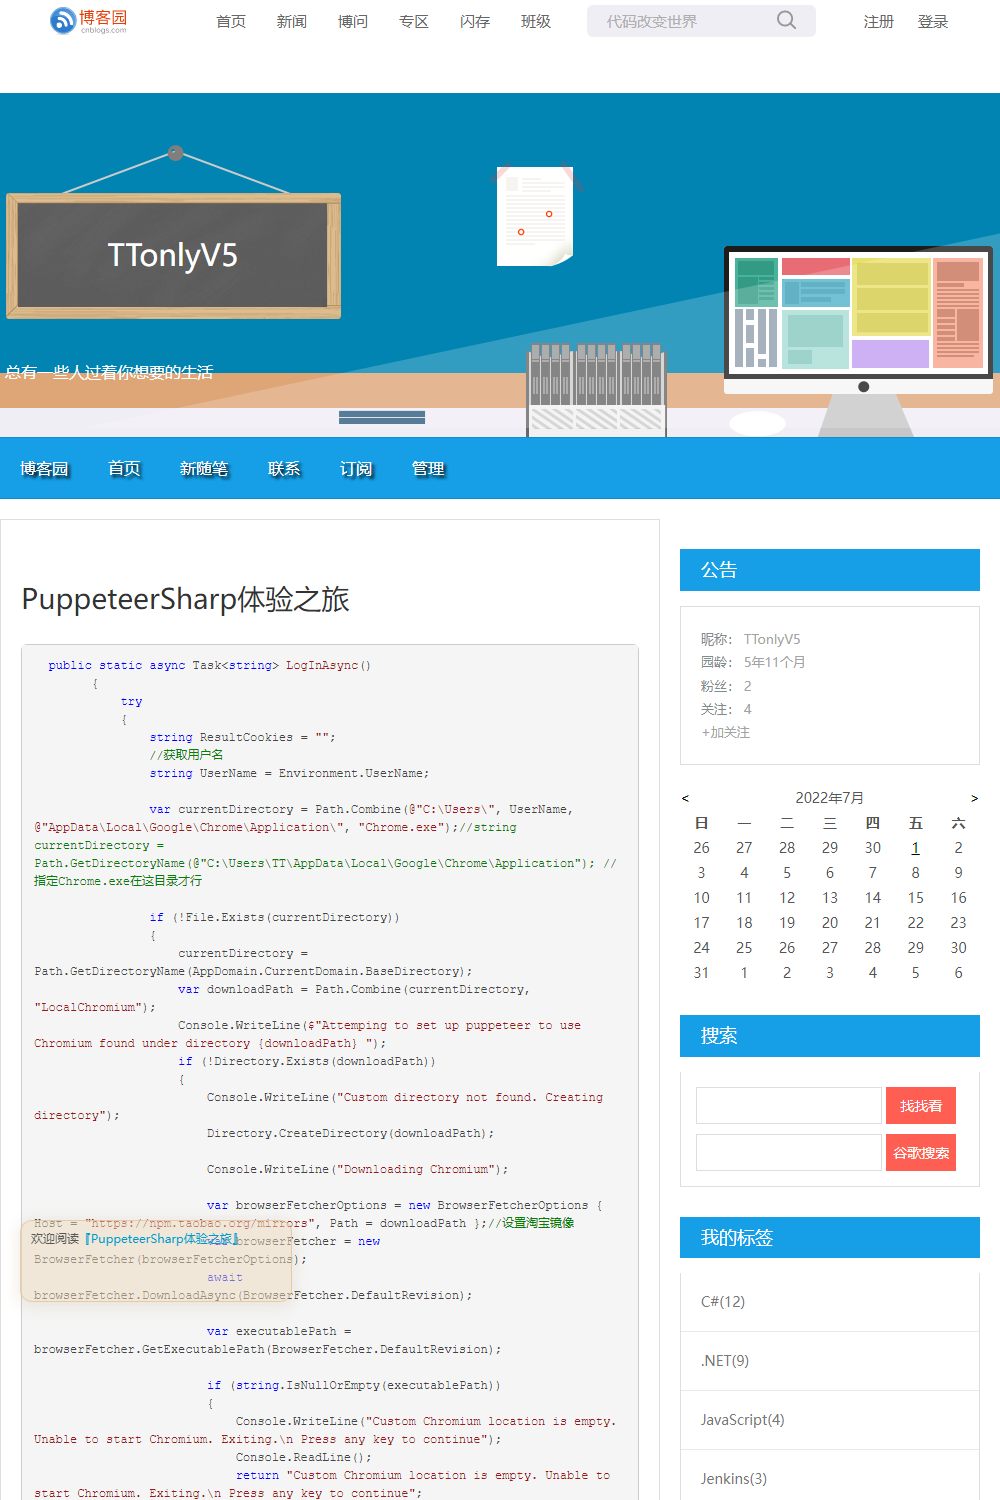 博客园
cnblogs.com
首页 新闻 博问 专区 闪存 班级 代码改变世界 注册 登录
TTonlyV5
总有一些人过着你想要的生活
博客园 首页 新随笔 联系 订阅 管理
PuppeteerSharp体验之旅
public static async Task<string> LogInAsync()
{
try
{
string ResultCookies = "";
//获取用户名
string UserName = Environment.UserName;
var currentDirectory = Path.Combine(@"C:\Users\", UserName,
@"AppData\Local\Google\Chrome\Application\", "Chrome.exe");//string
currentDirectory =
Path.GetDirectoryName(@"C:\Users\TT\AppData\Local\Google\Chrome\Application"); //
指定Chrome.exe在这目录才行
if (!File.Exists(currentDirectory))
{
currentDirectory =
Path.GetDirectoryName(AppDomain.CurrentDomain.BaseDirectory);
var downloadPath = Path.Combine(currentDirectory,
"LocalChromium");
Console.WriteLine($"Attemping to set up puppeteer to use
Chromium found under directory {downloadPath} ");
if (!Directory.Exists(downloadPath))
{
Console.WriteLine("Custom directory not found. Creating
directory");
Directory.CreateDirectory(downloadPath);
Console.WriteLine("Downloading Chromium");
var browserFetcherOptions = new BrowserFetcherOptions {
Host = "https://npm.taobao.org/mirrors", Path = downloadPath };//设置淘宝镜像
var browserFetcher = new
BrowserFetcher(browserFetcherOptions);
await
browserFetcher.DownloadAsync(BrowserFetcher.DefaultRevision);
var executablePath =
browserFetcher.GetExecutablePath(BrowserFetcher.DefaultRevision);
if (string.IsNullOrEmpty(executablePath))
{
Console.WriteLine("Custom Chromium location is empty.
Unable to start Chromium. Exiting.\n Press any key to continue");
Console.ReadLine();
return "Custom Chromium location is empty. Unable to
start Chromium. Exiting.\n Press any key to continue";
欢迎阅读『PuppeteerSharp体验之旅』
公告
昵称： TTonlyV5
园龄： 5年11个月
粉丝： 2
关注： 4
+加关注
< 2022年7月 >
日 一 二 三 四 五 六
26 27 28 29 30 1 2
3 4 5 6 7 8 9
10 11 12 13 14 15 16
17 18 19 20 21 22 23
24 25 26 27 28 29 30
31 1 2 3 4 5 6
搜索
找找看
谷歌搜索
我的标签
C#(12)
.NET(9)
JavaScript(4)
Jenkins(3)